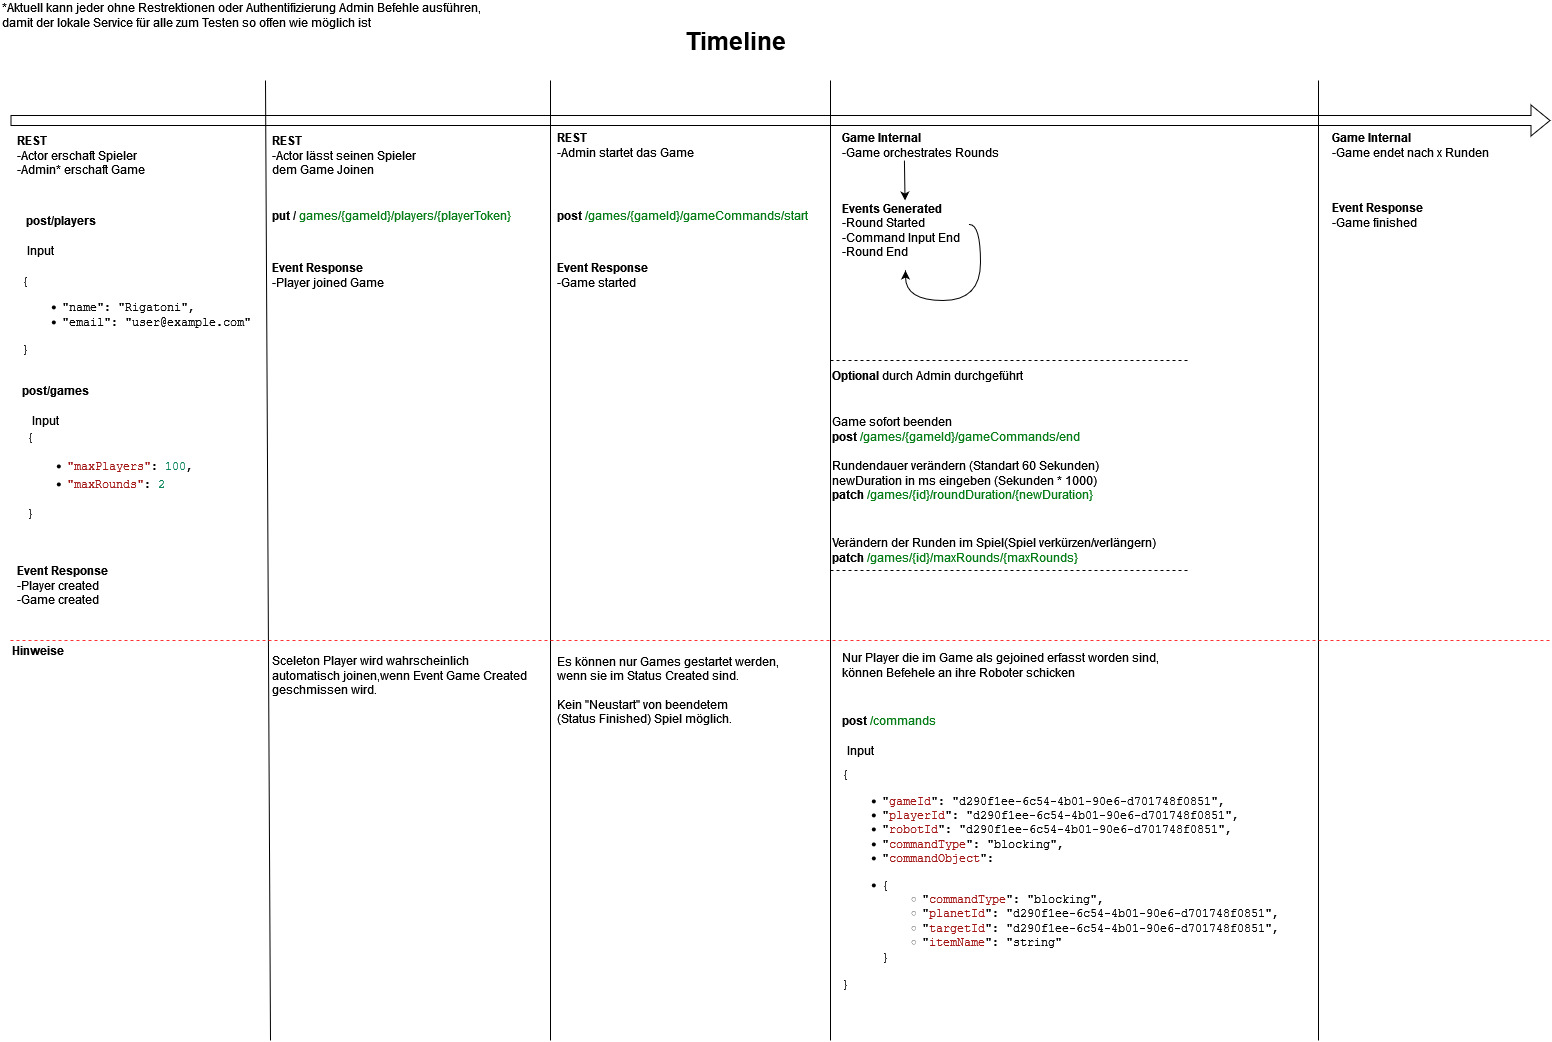 *Aktuell kann jeder ohne Restrektionen oder Authentifizierung Admin Befehle ausführen,
damit der lokale Service für alle zum Testen so offen wie möglich ist
Timeline
REST
-Actor erschaft Spieler
-Admin* erschaft Game
post/players
Input
{
• "name": "Rigatoni",
• "email": "user@example.com"
}
post/games
Input
{
• "maxPlayers": 100,
• "maxRounds": 2
}
Event Response
-Player created
-Game created
REST
-Actor lässt seinen Spieler
dem Game Joinen
put / games/{gameId}/players/{playerToken}
Event Response
-Player joined Game
REST
-Admin startet das Game
post /games/{gameId}/gameCommands/start
Event Response
-Game started
Game Internal
-Game orchestrates Rounds
Events Generated
-Round Started
-Command Input End
-Round End
Optional durch Admin durchgeführt
Game sofort beenden
post /games/{gameId}/gameCommands/end
Rundendauer verändern (Standart 60 Sekunden)
newDuration in ms eingeben (Sekunden * 1000)
patch /games/{id}/roundDuration/{newDuration}
Verändern der Runden im Spiel(Spiel verkürzen/verlängern)
patch /games/{id}/maxRounds/{maxRounds}
Game Internal
-Game endet nach x Runden
Event Response
-Game finished
Hinweise
Sceleton Player wird wahrscheinlich
automatisch joinen,wenn Event Game Created
geschmissen wird.
Es können nur Games gestartet werden,
wenn sie im Status Created sind.
Kein "Neustart" von beendetem
(Status Finished) Spiel möglich.
Nur Player die im Game als gejoined erfasst worden sind,
können Befehele an ihre Roboter schicken
post /commands
Input
{
• "gameId": "d290f1ee-6c54-4b01-90e6-d701748f0851",
• "playerId": "d290f1ee-6c54-4b01-90e6-d701748f0851",
• "robotId": "d290f1ee-6c54-4b01-90e6-d701748f0851",
• "commandType": "blocking",
• "commandObject":
• {
○ "commandType": "blocking",
○ "planetId": "d290f1ee-6c54-4b01-90e6-d701748f0851",
○ "targetId": "d290f1ee-6c54-4b01-90e6-d701748f0851",
○ "itemName": "string"
}
}